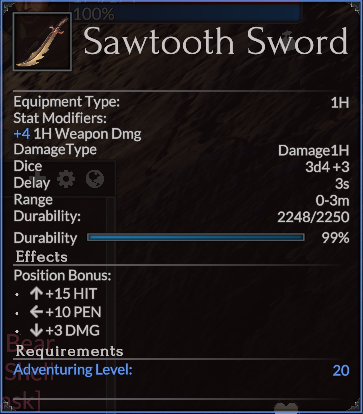 100%
Sawtooth Sword
Equipment Type: 1H
Stat Modifiers:
+4 1H Weapon Dmg
DamageType Damage1H
Dice 3d4 +3
Delay 3s
Range 0-3m
Durability: 2248/2250
Durability 99%
Effects
Position Bonus:
• ↑ +15 HIT
• ← +10 PEN
• ↓ +3 DMG
Bear
Requirements
Shell
Adventuring Level: 20
ask]